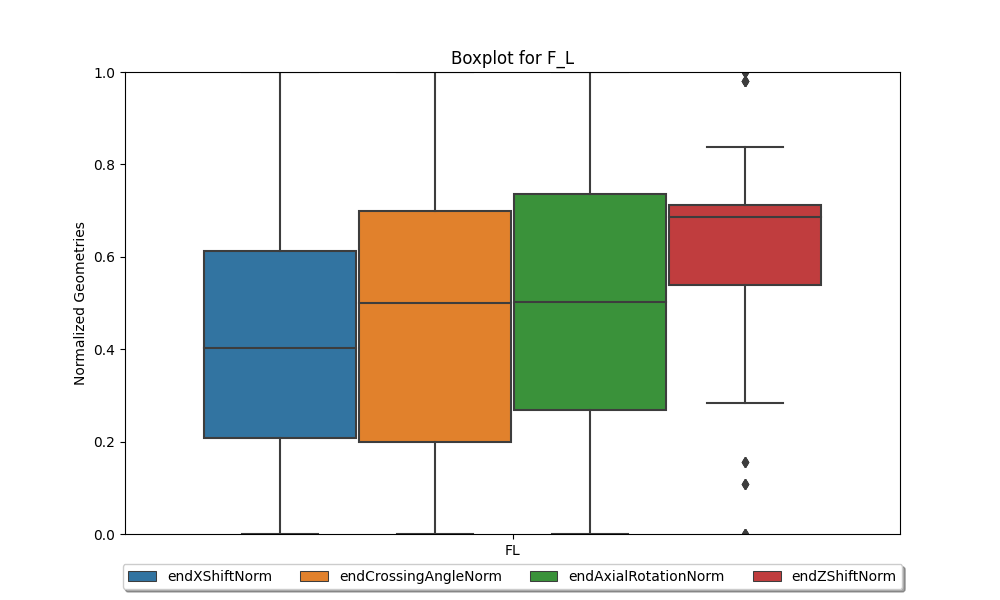 Boxplot for F_L
1.0
0.8
0.6
0.4
0.2
0.0
Normalized Geometries
FL
endXShiftNorm endCrossingAngleNorm endAxialRotationNorm endZShiftNorm